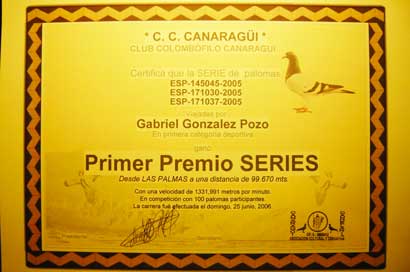 * C. C. CANARAGÜI *
CLUB COLOMBÓFILO CANARAGÜI
Certifica que la SERIE de palomas
ESP-145045-2005
ESP-171030-2005
ESP-171037-2005
Viajadas por
Gabriel Gonzalez Pozo
En primera categoría deportiva
ganó
Primer Premio SERIES
Desde LAS PALMAS a una distancia de 99.670 mts.
Con una velocidad de 1331,991 metros por minuto.
En competición con 100 palomas participantes.
La carrera fue efectuada el domingo, 25 junio, 2006